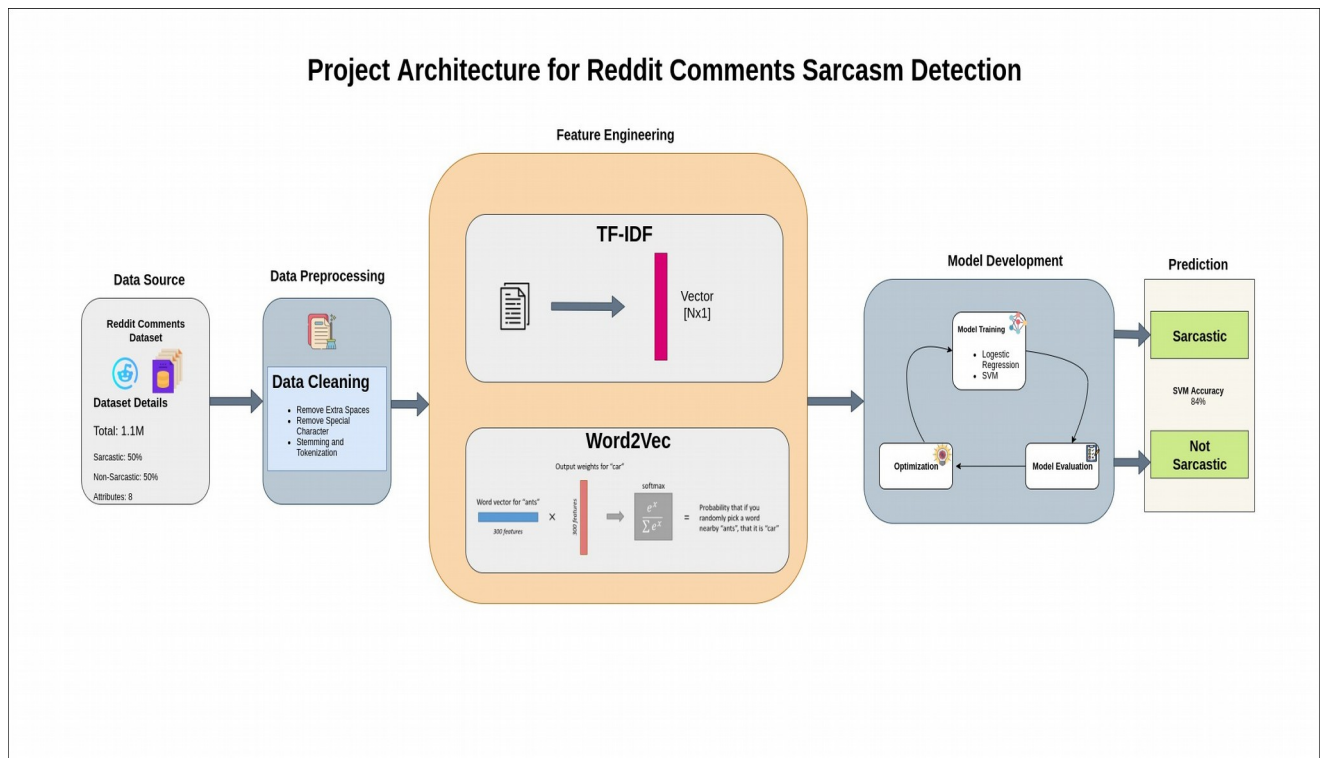 Project Architecture for Reddit Comments Sarcasm Detection
Data Source
Reddit Comments
Dataset
Dataset Details
Total: 1.1M
Sarcastic: 50%
Non-Sarcastic: 50%
Attributes: 8
Data Preprocessing
Data Cleaning
• Remove Extra Spaces
• Remove Special
Character
• Stemming and
Tokenization
Feature Engineering
TF-IDF
Vector
[Nx1]
Word2Vec
Output weights for "car"
softmax
Word vector for "ants"
300 features
×
300 features
e^x
∑ e^x
=
Probability that if you
randomly pick a word
nearby "ants", that it is "car"
Model Development
Model Training
• Logestic
Regression
• SVM
Optimization
Model Evaluation
Prediction
Sarcastic
SVM Accuracy
84%
Not
Sarcastic